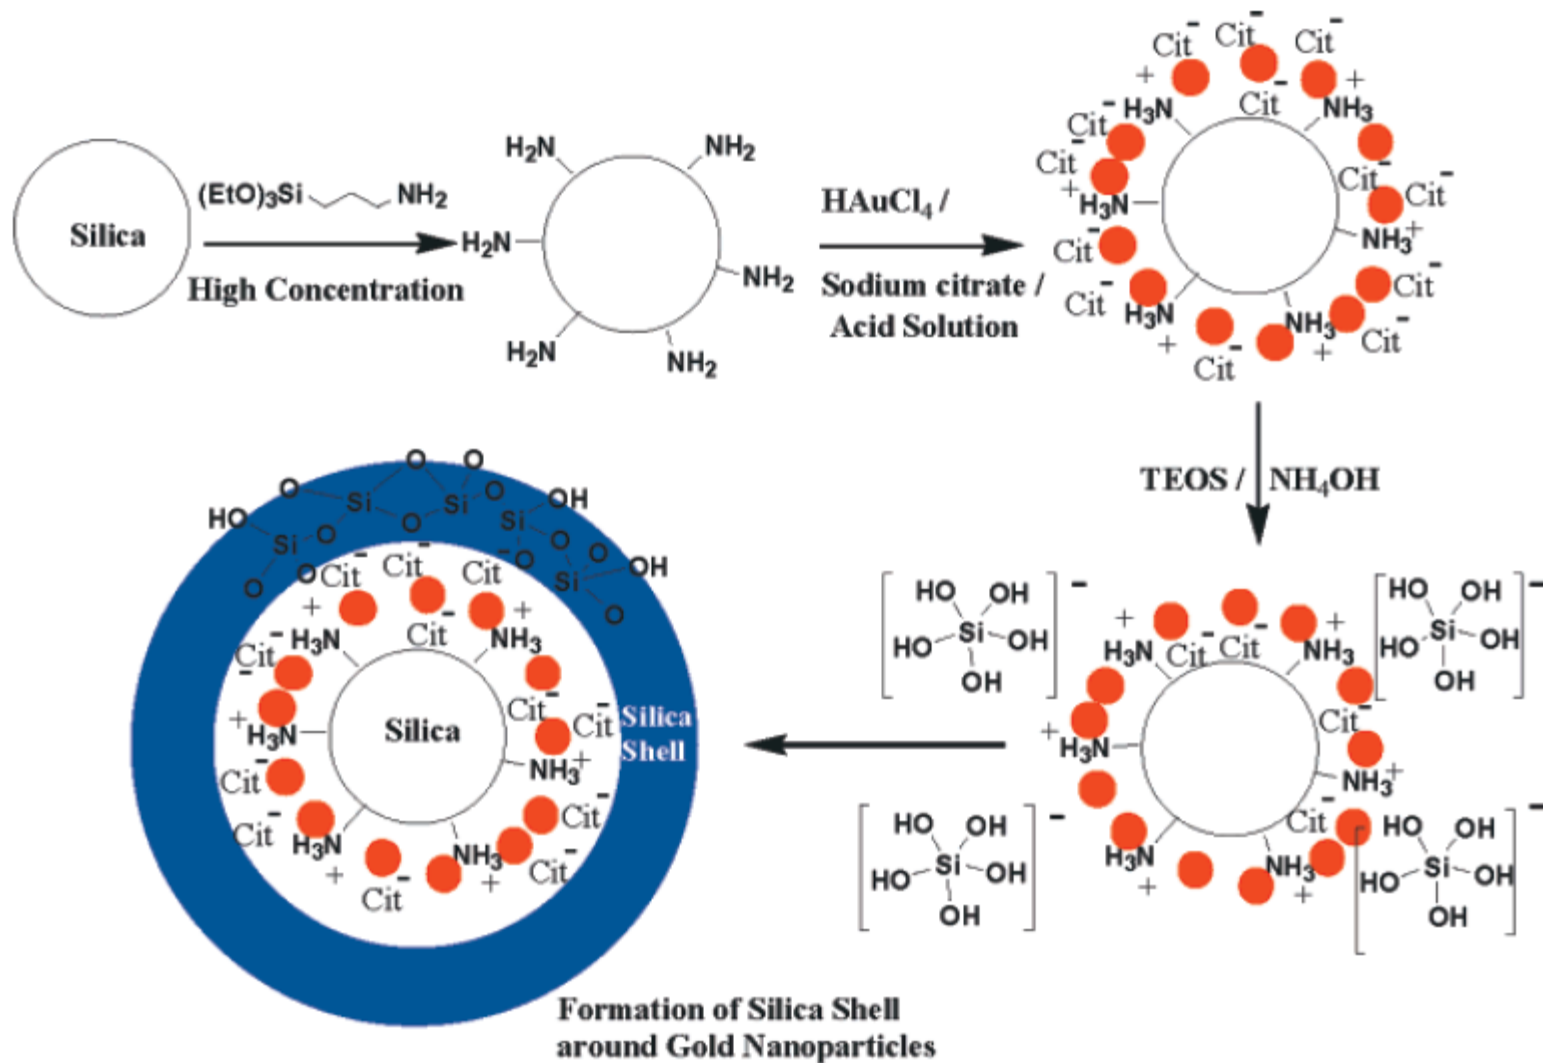 Silica
(EtO)₃Si NH₂
High Concentration
H₂N
NH₂
H₂N
NH₂
H₂N
NH₂
HAuCl₄ /
Sodium citrate /
Acid Solution
Cit⁻
Cit⁻
Cit⁻
+
+
H₃N
Cit⁻
NH₃
Cit⁻
Cit⁻
+
H₃N
Cit⁻
Cit⁻
NH₃
+
Cit⁻
Cit⁻
Cit⁻
H₃N
NH₃
Cit⁻
+
+
Cit⁻
TEOS / NH₄OH
[HO OH
HO Si OH
OH]⁻
[HO OH
HO Si OH
OH]⁻
+
+
H₃N
Cit⁻
Cit⁻
NH₃
+
H₃N
Cit⁻
NH₃
+
Cit⁻
H₃N
NH₃
+
+
[HO OH
HO Si OH
OH]⁻
[HO OH
HO Si OH
OH]⁻
O
O
O
Si
Si
O
OH
HO
O
O
Si
Si
O
O
O
OH
O
O
Si
O
Cit⁻
Cit⁻
Cit⁻
+
+
H₃N
Cit⁻
NH₃
Cit⁻
-
+
H₃N
Silica
Cit⁻
Cit⁻
NH₃
+
Silica
Shell
Cit⁻
Cit⁻
Cit⁻
H₃N
NH₃
Cit⁻
+
+
Cit⁻
Formation of Silica Shell
around Gold Nanoparticles